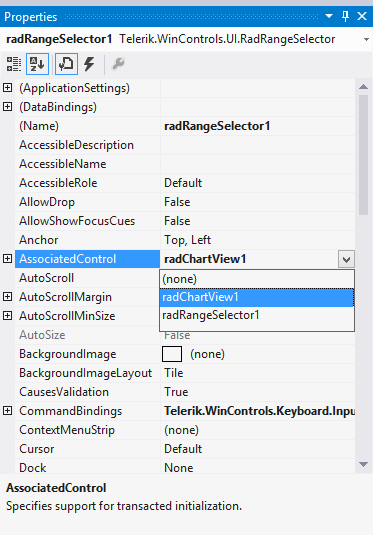 Properties
radRangeSelector1 Telerik.WinControls.UI.RadRangeSelector
(ApplicationSettings)
(DataBindings)
(Name) radRangeSelector1
AccessibleDescription
AccessibleName
AccessibleRole Default
AllowDrop False
AllowShowFocusCues False
Anchor Top, Left
AssociatedControl radChartView1
AutoScroll (none)
AutoScrollMargin radChartView1
AutoScrollMinSize radRangeSelector1
AutoSize False
BackgroundImage (none)
BackgroundImageLayout Tile
CausesValidation True
CommandBindings Telerik.WinControls.Keyboard.Inpu
ContextMenuStrip (none)
Cursor Default
Dock None
AssociatedControl
Specifies support for transacted initialization.